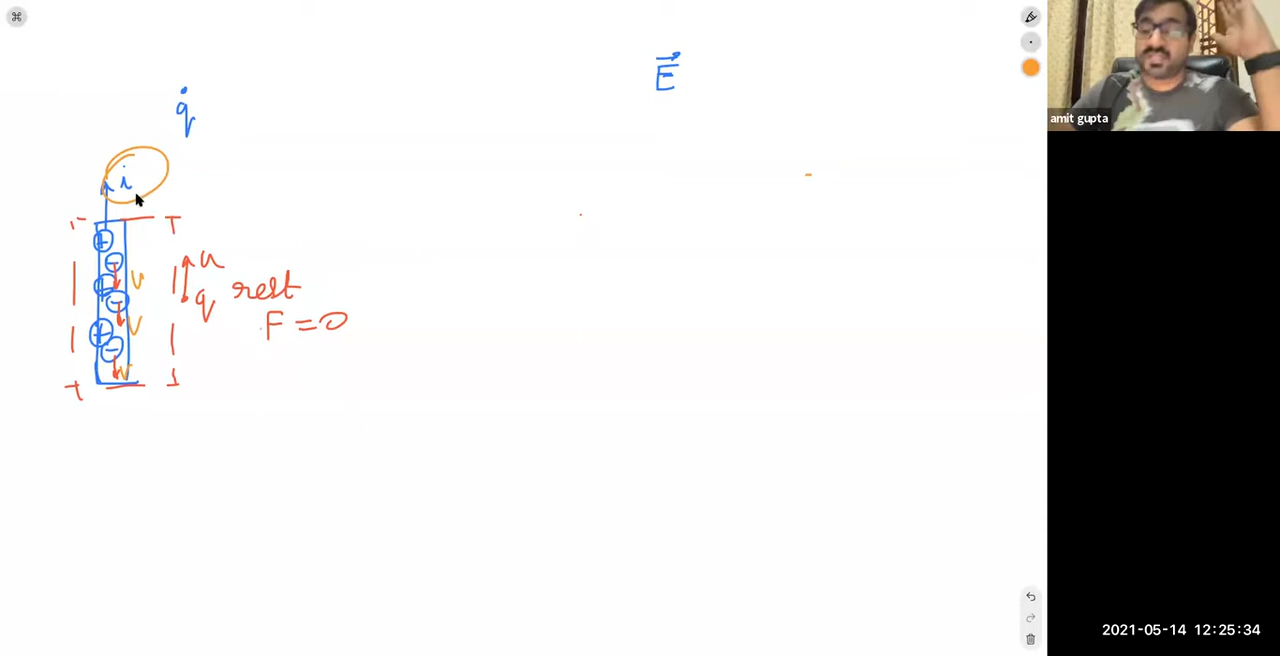 E
q
i
u
q rest
v
F = 0
v
v
amit gupta
2021-05-14 12:25:34